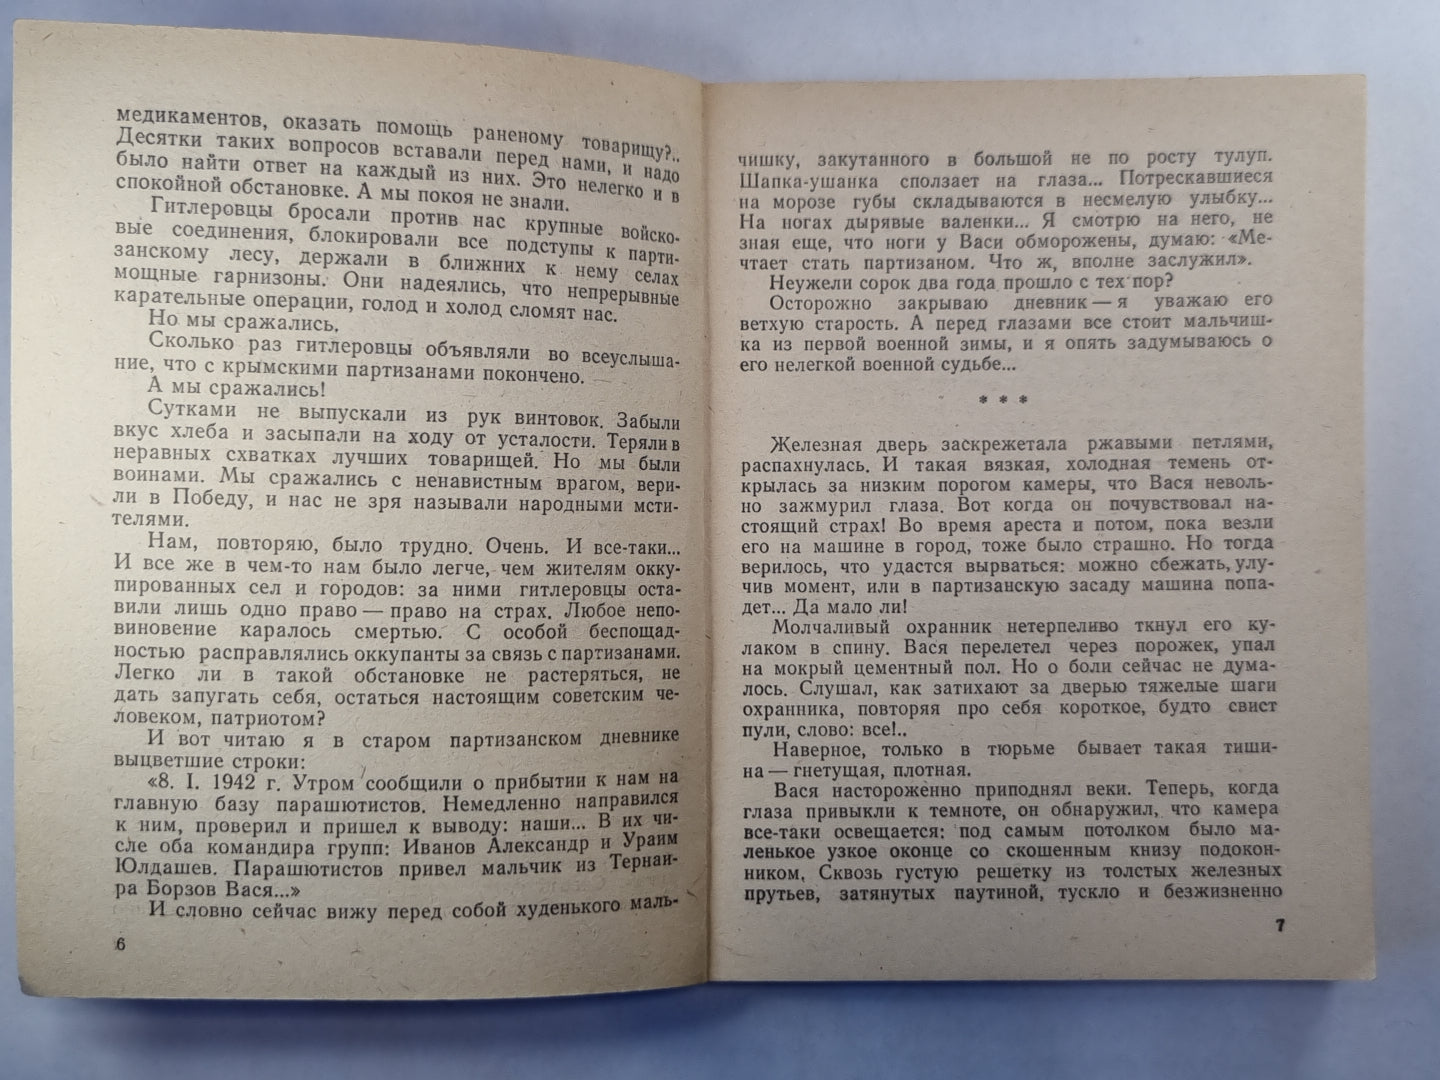 медикаментов, оказать помощь раненому товарищу?..
Десятки таких вопросов вставали перед нами, и надо
было найти ответ на каждый из них. Это нелегко и в
спокойной обстановке. А мы покоя не знали.
Гитлеровцы бросали против нас крупные войско-
вые соединения, блокировали все подступы к парти-
занскому лесу, держали в ближних к нему селах
мощные гарнизоны. Они надеялись, что непрерывные
карательные операции, голод и холод сломят нас.
Но мы сражались.
Сколько раз гитлеровцы объявляли во всеуслыша-
ние, что с крымскими партизанами покончено.
А мы сражались!
Сутками не выпускали из рук винтовок. Забыли
вкус хлеба и засыпали на ходу от усталости. Теряли в
неравных схватках лучших товарищей. Но мы были
воинами. Мы сражались с ненавистным врагом, вери-
ли в Победу, и нас не зря называли народными мсти-
телями.
Нам, повторяю, было трудно. Очень. И все-таки...
И все же в чем-то нам было легче, чем жителям окку-
пированных сел и городов: за ними гитлеровцы оста-
вили лишь одно право — право на страх. Любое непо-
виновение каралось смертью. С особой беспощад-
ностью расправлялись оккупанты за связь с партизанами.
Легко ли в такой обстановке не растеряться, не
дать запугать себя, остаться настоящим советским че-
ловеком, патриотом?
И вот читаю я в старом партизанском дневнике
выцветшие строки:
«8. I. 1942 г. Утром сообщили о прибытии к нам на
главную базу парашютистов. Немедленно направился
к ним, проверил и пришел к выводу: наши... В их чи-
сле оба командира групп: Иванов Александр и Ураим
Юлдашев. Парашютистов привел мальчик из Тернаи-
ра Борзов Вася...»
И словно сейчас вижу перед собой худенького маль-
6
чишку, закутанного в большой не по росту тулуп.
Шапка-ушанка сползает на глаза... Потрескавшиеся
на морозе губы складываются в несмелую улыбку...
На ногах дырявые валенки... Я смотрю на него, не
зная еще, что ноги у Васи обморожены, думаю: «Ме-
чтает стать партизаном. Что ж, вполне заслужил».
Неужели сорок два года прошло с тех пор?
Осторожно закрываю дневник — я уважаю его
ветхую старость. А перед глазами все стоит мальчиш-
ка из первой военной зимы, и я опять задумываюсь о
его нелегкой военной судьбе...
* * *
Железная дверь заскрежетала ржавыми петлями,
распахнулась. И такая вязкая, холодная темень от-
крылась за низким порогом камеры, что Вася неволь-
но зажмурил глаза. Вот когда он почувствовал на-
стоящий страх! Во время ареста и потом, пока везли
его на машине в город, тоже было страшно. Но тогда
верилось, что удастся вырваться: можно сбежать, улу-
чив момент, или в партизанскую засаду машина попа-
дет... Да мало ли!
Молчаливый охранник нетерпеливо ткнул его ку-
лаком в спину. Вася перелетел через порожек, упал
на мокрый цементный пол. Но о боли сейчас не дума-
лось. Слушал, как затихают за дверью тяжелые шаги
охранника, повторяя про себя короткое, будто свист
пули, слово: все!..
Наверное, только в тюрьме бывает такая тиши-
на — гнетущая, плотная.
Вася настороженно приподнял веки. Теперь, когда
глаза привыкли к темноте, он обнаружил, что камера
все-таки освещается: под самым потолком было ма-
ленькое узкое оконце со скошенным книзу подокон-
ником. Сквозь густую решетку из толстых железных
прутьев, затянутых паутиной, тускло и безжизненно
7